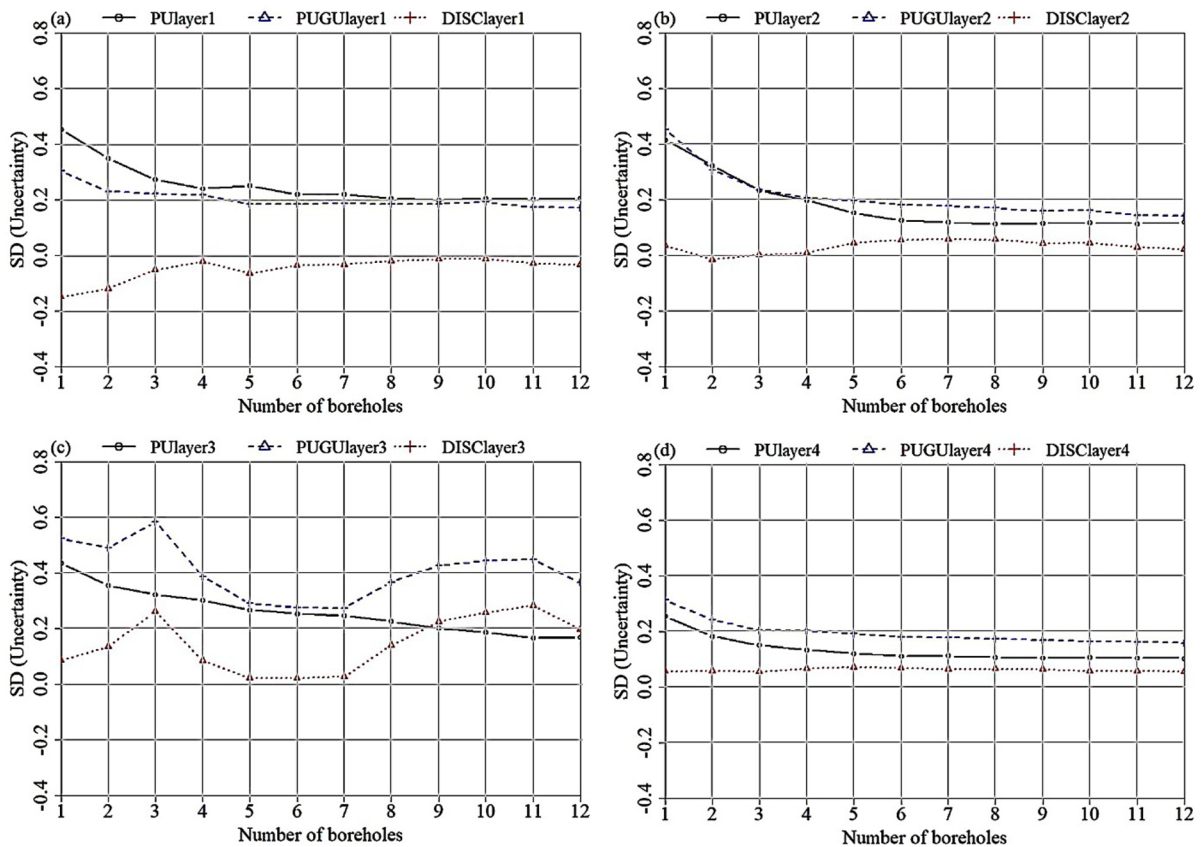 (a) PUlayer1 PUGUlayer1 DISClayer1
0.8
0.6
0.4
0.2
0.0
-0.2
-0.4
SD (Uncertainty)
1 2 3 4 5 6 7 8 9 10 11 12
Number of boreholes
(b) PUlayer2 PUGUlayer2 DISClayer2
0.8
0.6
0.4
0.2
0.0
-0.2
-0.4
SD (Uncertainty)
1 2 3 4 5 6 7 8 9 10 11 12
Number of boreholes
(c) PUlayer3 PUGUlayer3 DISClayer3
0.8
0.6
0.4
0.2
0.0
-0.2
-0.4
SD (Uncertainty)
1 2 3 4 5 6 7 8 9 10 11 12
Number of boreholes
(d) PUlayer4 PUGUlayer4 DISClayer4
0.8
0.6
0.4
0.2
0.0
-0.2
-0.4
SD (Uncertainty)
1 2 3 4 5 6 7 8 9 10 11 12
Number of boreholes